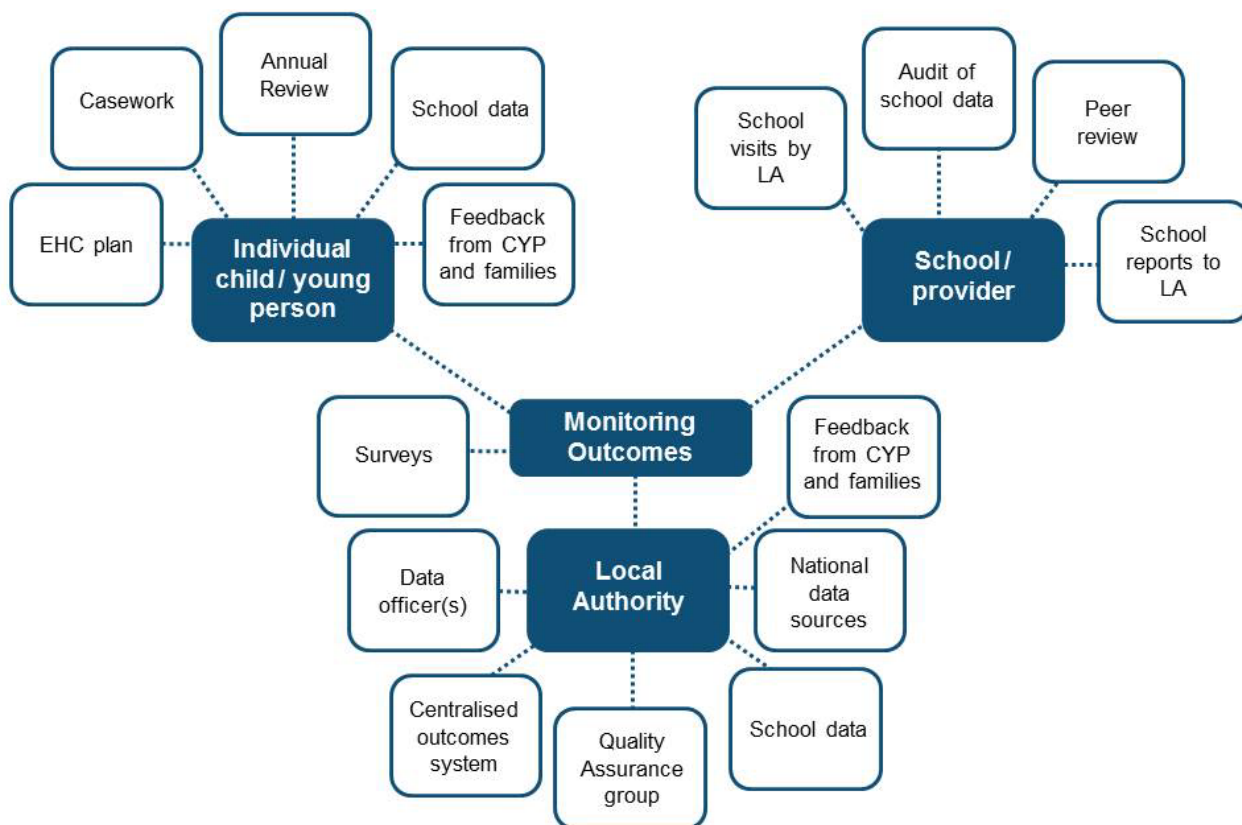 Casework
Annual
Review
School data
EHC plan
Feedback
from CYP
and families
Individual
child / young
person
School
visits by
LA
Audit of
school data
Peer
review
School
reports to
LA
School /
provider
Monitoring
Outcomes
Surveys
Feedback
from CYP
and families
Data
officer(s)
Local
Authority
National
data
sources
Centralised
outcomes
system
Quality
Assurance
group
School data